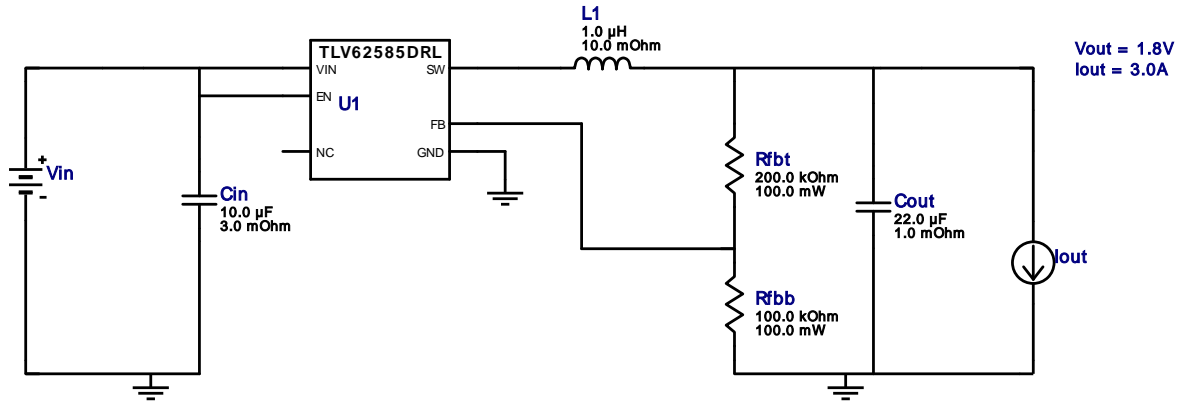 L1
1.0 µH
10.0 mOhm
Vout = 1.8V
Iout = 3.0A
TLV62585DRL
VIN
SW
EN
U1
FB
NC
GND
+
Vin
-
Cin
10.0 µF
3.0 mOhm
Rfbt
200.0 kOhm
100.0 mW
Cout
22.0 µF
1.0 mOhm
Iout
Rfbb
100.0 kOhm
100.0 mW